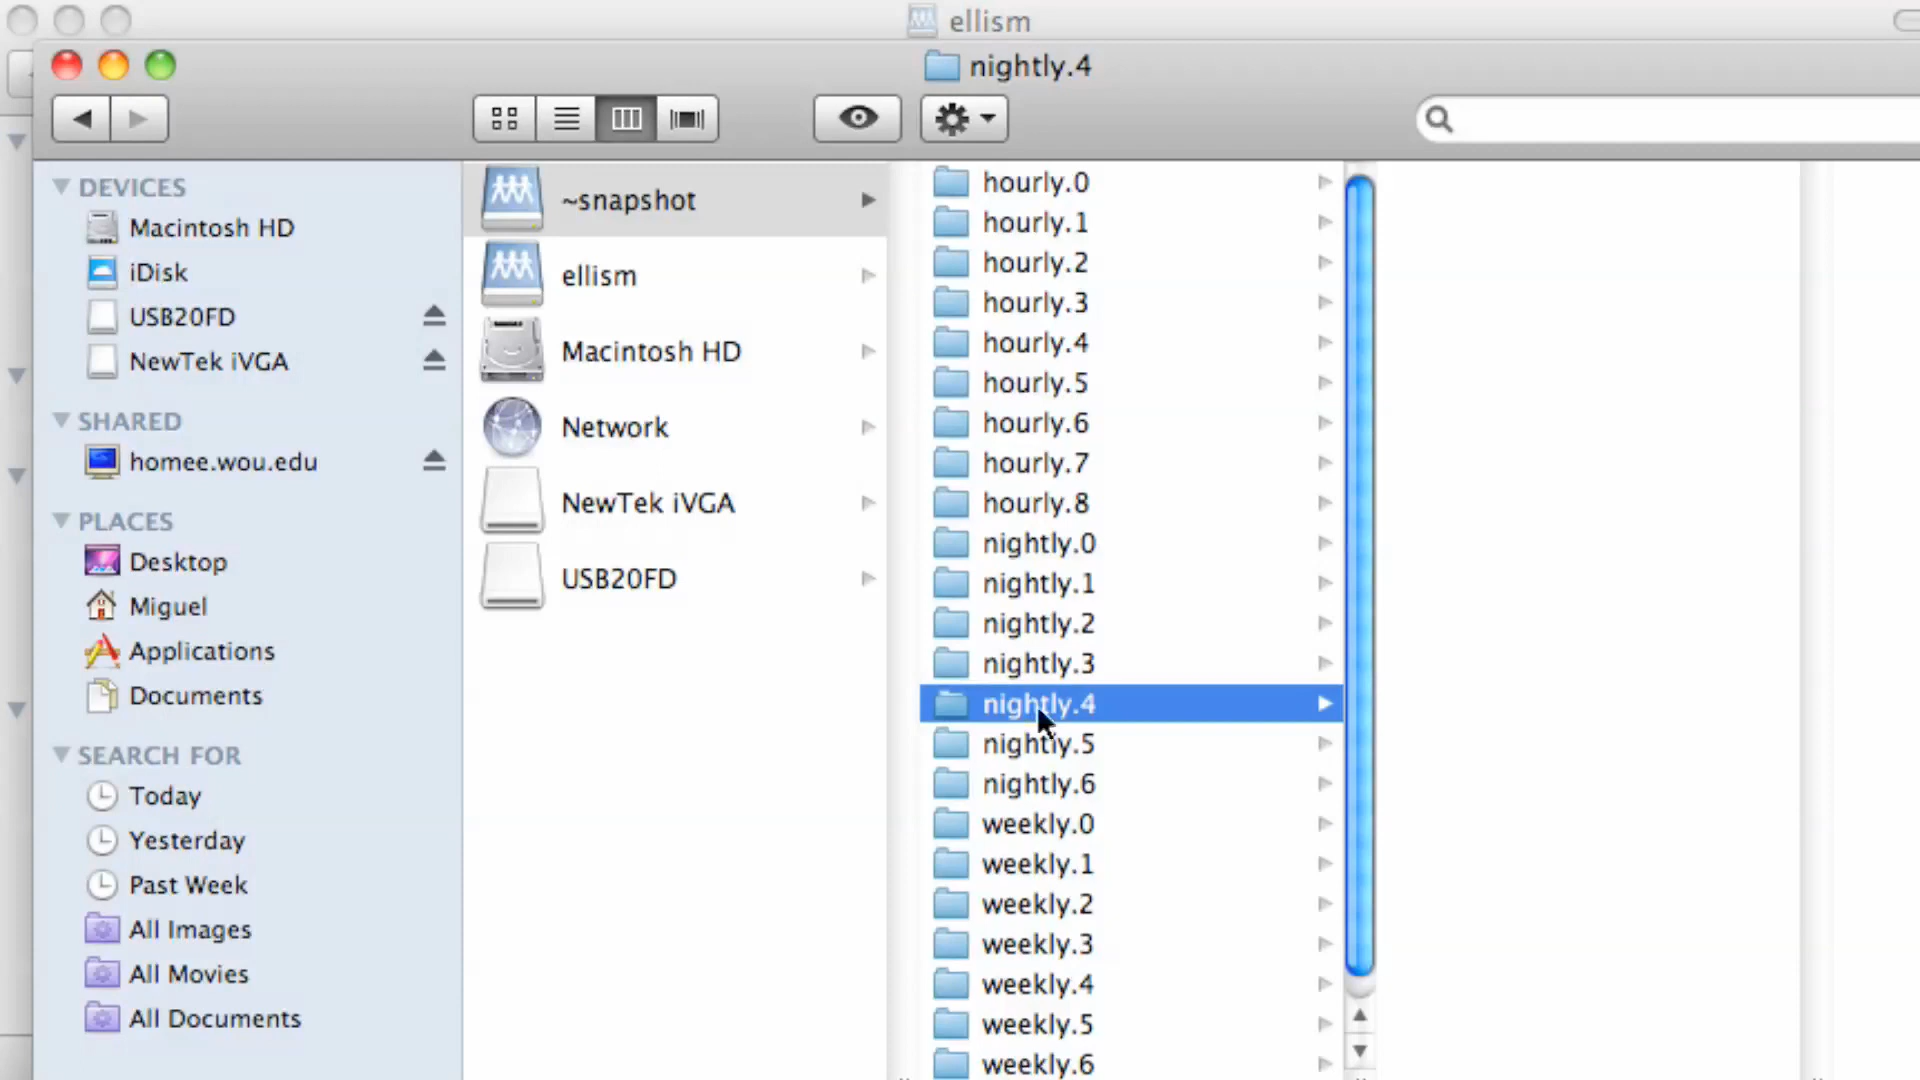 ellism
nightly.4
DEVICES
Macintosh HD
iDisk
USB20FD
NewTek iVGA
SHARED
homee.wou.edu
PLACES
Desktop
Miguel
Applications
Documents
SEARCH FOR
Today
Yesterday
Past Week
All Images
All Movies
All Documents
~snapshot
ellism
Macintosh HD
Network
NewTek iVGA
USB20FD
hourly.0
hourly.1
hourly.2
hourly.3
hourly.4
hourly.5
hourly.6
hourly.7
hourly.8
nightly.0
nightly.1
nightly.2
nightly.3
nightly.4
nightly.5
nightly.6
weekly.0
weekly.1
weekly.2
weekly.3
weekly.4
weekly.5
weekly.6